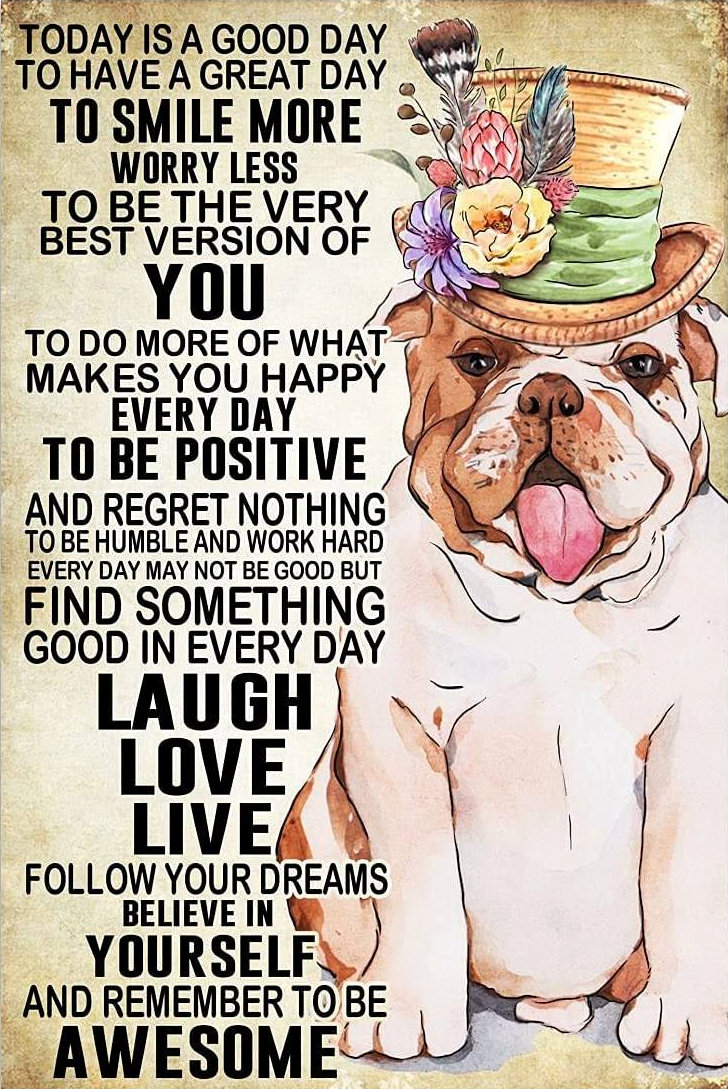 TODAY IS A GOOD DAY
TO HAVE A GREAT DAY
TO SMILE MORE
WORRY LESS
TO BE THE VERY
BEST VERSION OF
YOU
TO DO MORE OF WHAT
MAKES YOU HAPPY
EVERY DAY
TO BE POSITIVE
AND REGRET NOTHING
TO BE HUMBLE AND WORK HARD
EVERY DAY MAY NOT BE GOOD BUT
FIND SOMETHING
GOOD IN EVERY DAY
LAUGH
LOVE
LIVE
FOLLOW YOUR DREAMS
BELIEVE IN
YOURSELF
AND REMEMBER TO BE
AWESOME